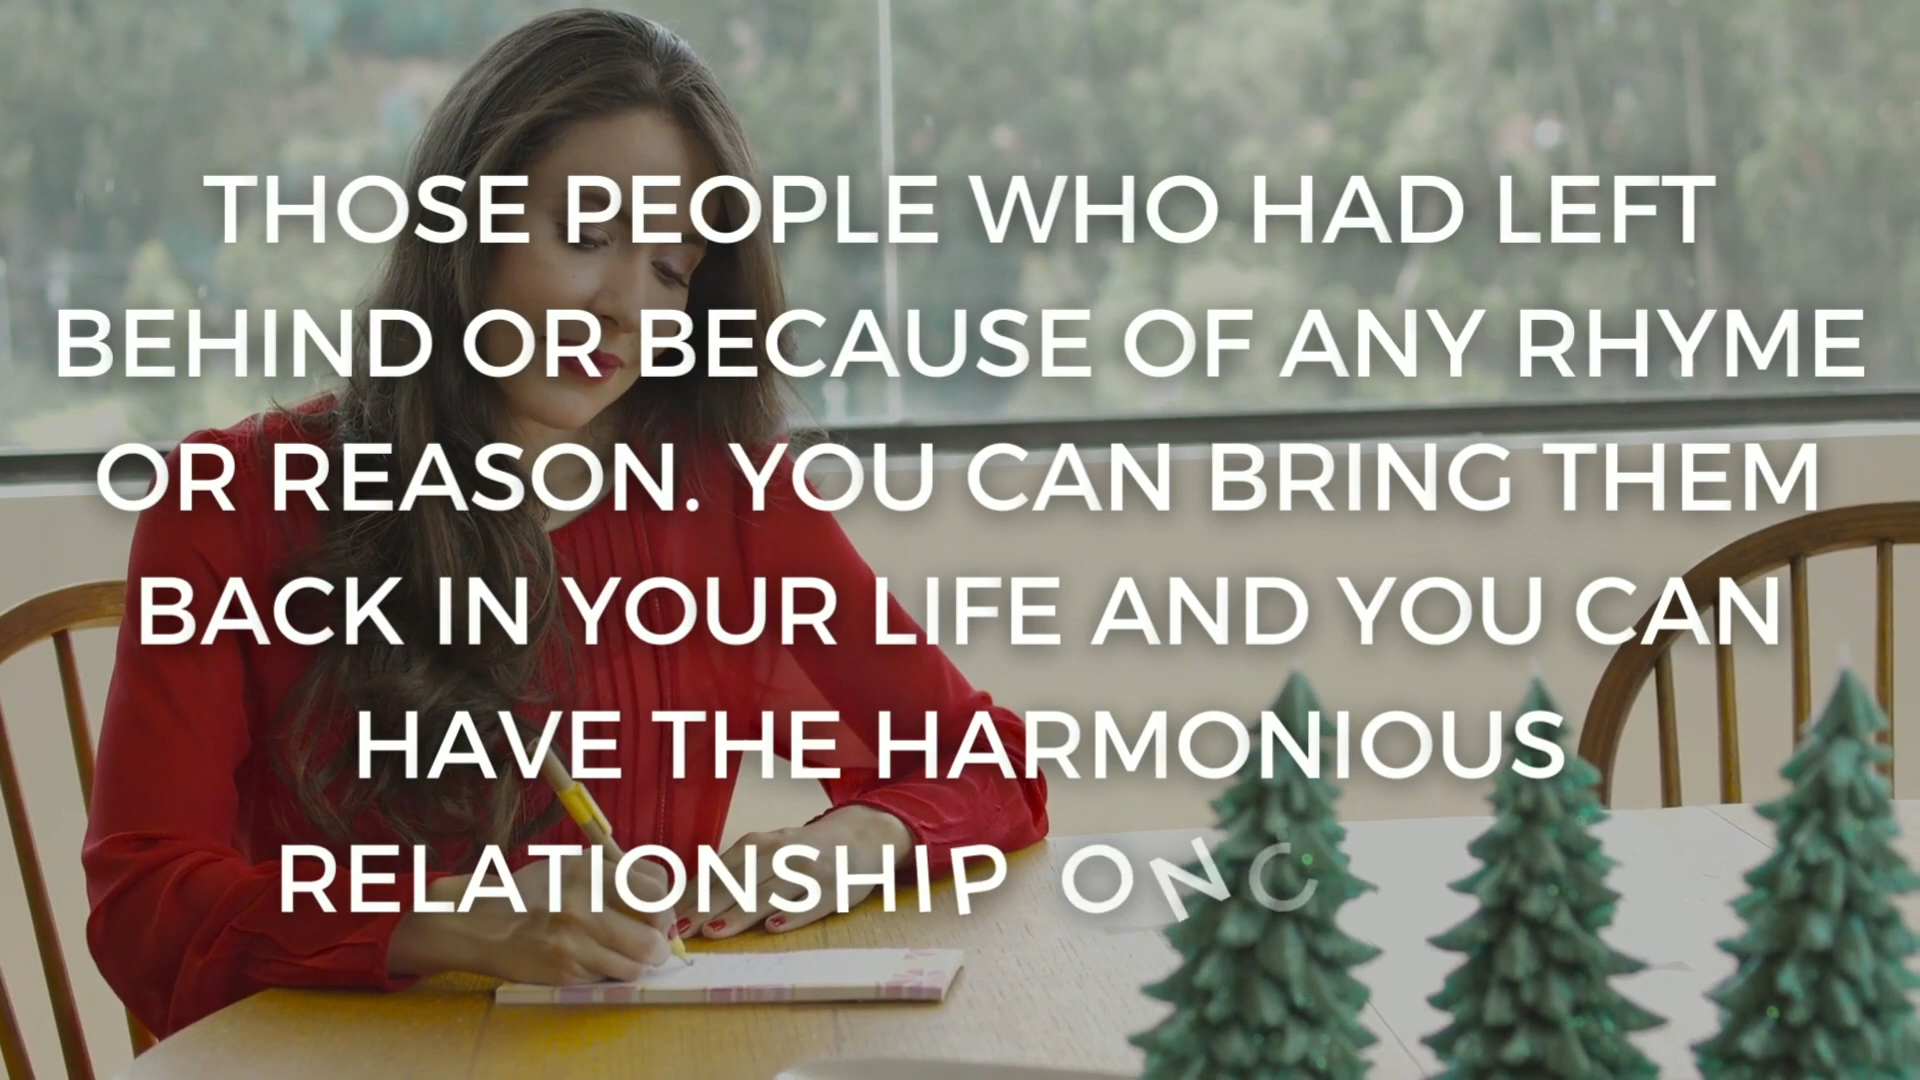 THOSE PEOPLE WHO HAD LEFT
BEHIND OR BECAUSE OF ANY RHYME
OR REASON. YOU CAN BRING THEM
BACK IN YOUR LIFE AND YOU CAN
HAVE THE HARMONIOUS
RELATIONSHIP ONC